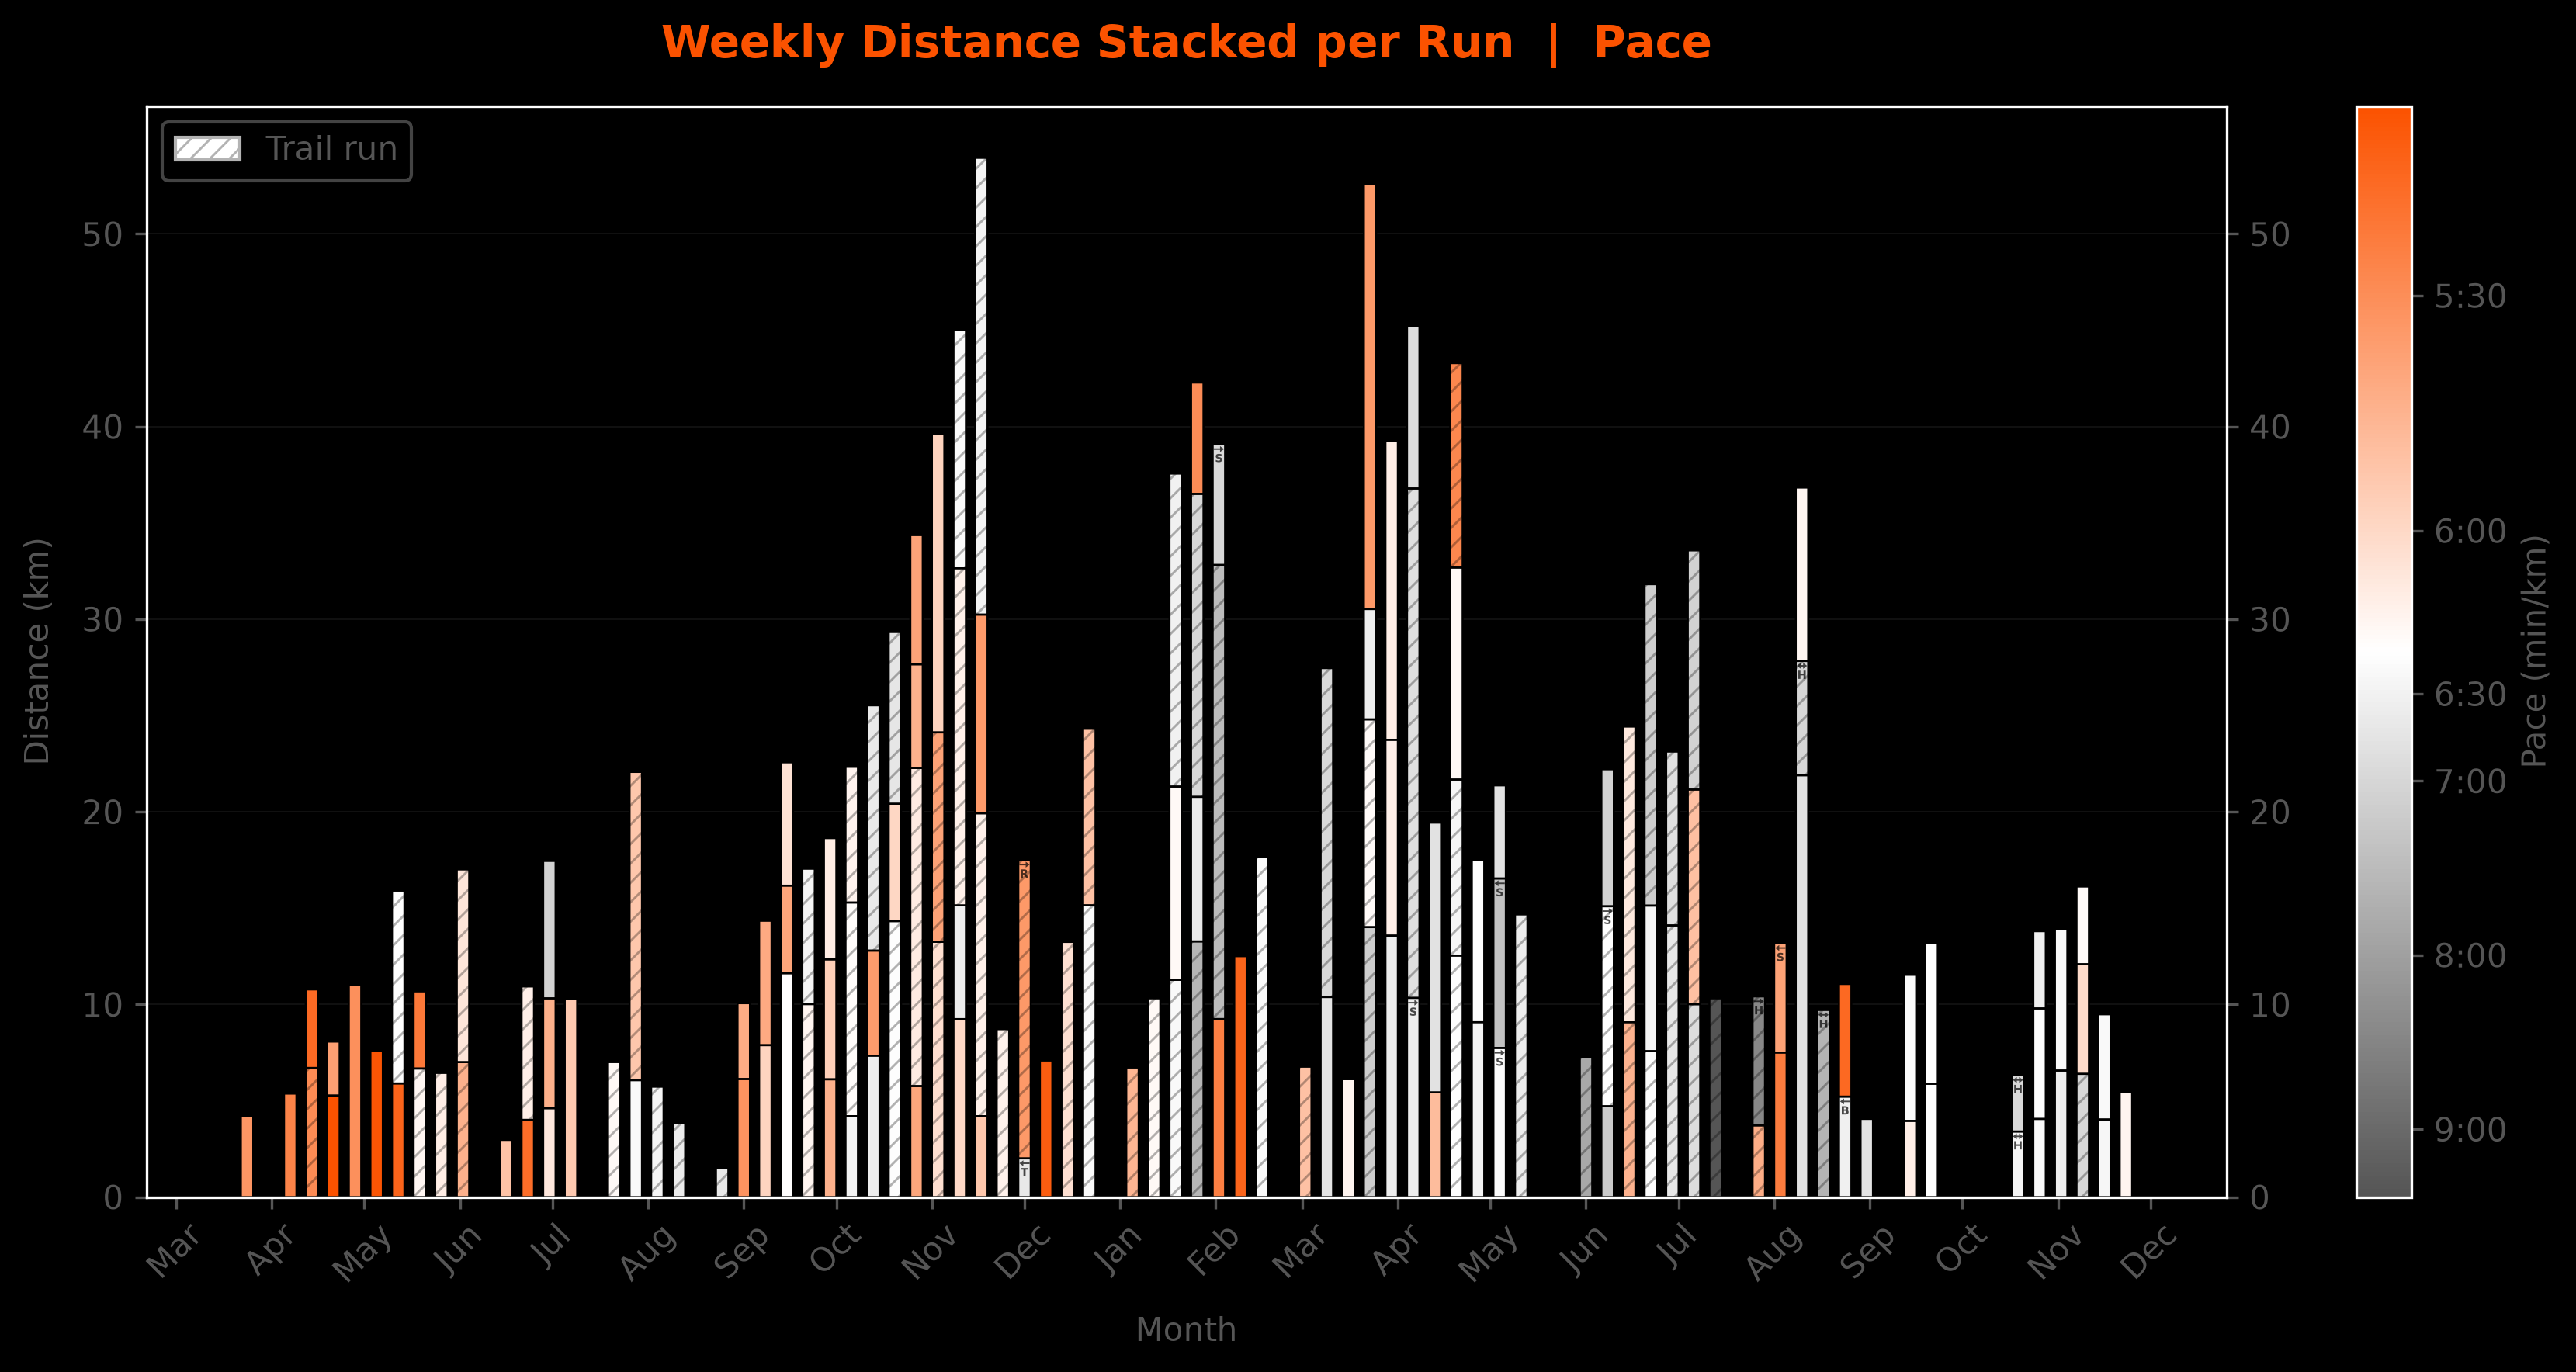 Weekly Distance Stacked per Run | Pace
Trail run
50
40
30
20
10
0
Distance (km)
50
40
30
20
10
0
5:30
6:00
6:30
7:00
8:00
9:00
Pace (min/km)
R
T
S
S
S
S
S
H
S
H
H
B
H
H
Mar
Apr
May
Jun
Jul
Aug
Sep
Oct
Nov
Dec
Jan
Feb
Mar
Apr
May
Jun
Jul
Aug
Sep
Oct
Nov
Dec
Month